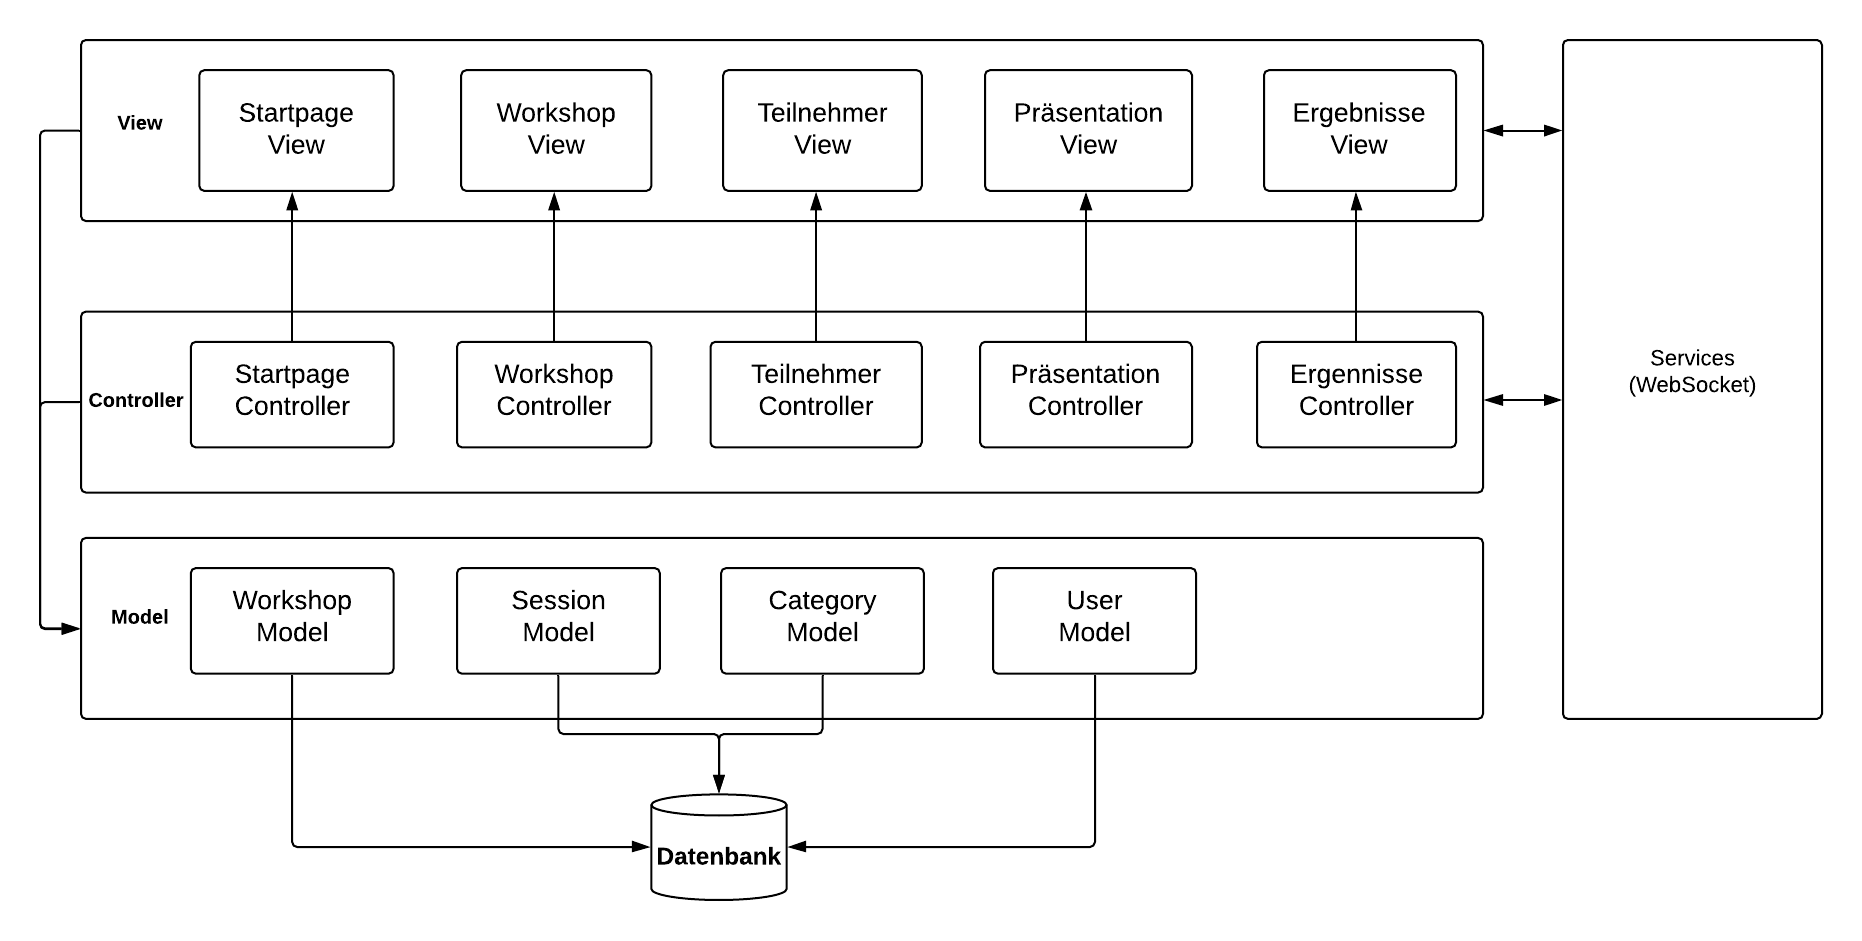 View
Startpage
View
Workshop
View
Teilnehmer
View
Präsentation
View
Ergebnisse
View
Controller
Startpage
Controller
Workshop
Controller
Teilnehmer
Controller
Präsentation
Controller
Ergennisse
Controller
Services
(WebSocket)
Model
Workshop
Model
Session
Model
Category
Model
User
Model
Datenbank